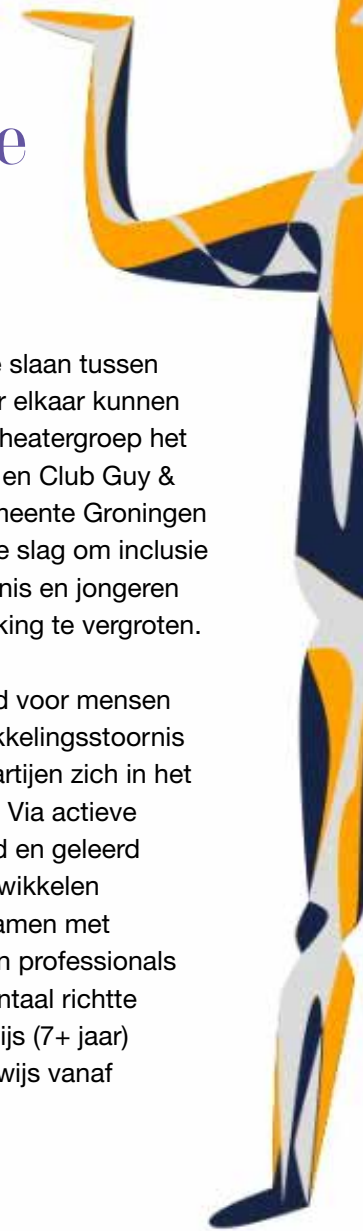 e
slaan tussen
elkaar kunnen
heatergroep het
en Club Guy &
meente Groningen
slag om inclusie
nis en jongeren
king te vergroten.
voor mensen
kkelingsstoornis
artijen zich in het
Via actieve
en geleerd
wikkelen
amen met
professionals
ntaal richtte
ijs (7+ jaar)
wijs vanaf